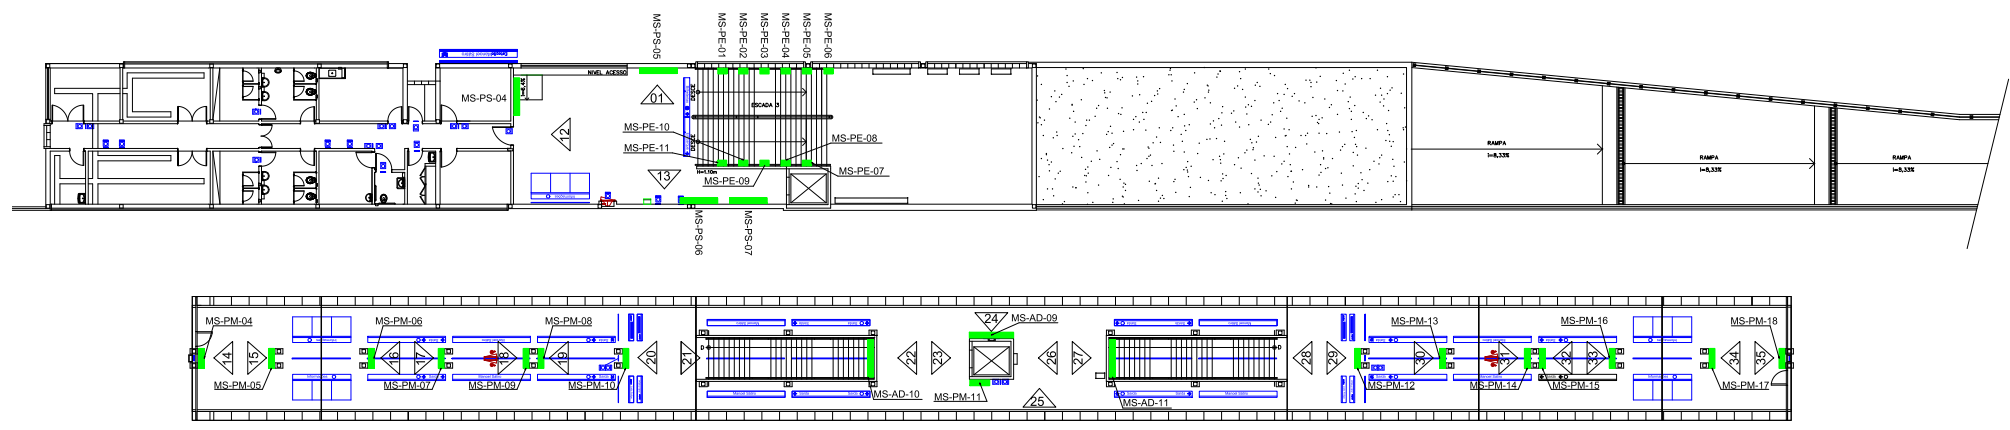 MS-PS-05
MS-PE-01
MS-PE-02
MS-PE-03
MS-PE-04
MS-PE-05
MS-PE-06
NIVEL ACESSO
MS-PS-04
01
DESCE
ESCADA
12
MS-PE-10
MS-PE-11
DESCE
MS-PE-08
MS-PE-09
MS-PE-07
H=1.10m
13
MS-PS-06
MS-PS-07
RAMPA
i=8,33%
RAMPA
i=8,33%
RAMPA
i=8,33%
MS-PM-04
MS-PM-06
MS-PM-08
24
MS-AD-09
MS-PM-13
MS-PM-16
MS-PM-18
14
15
16
17
18
19
20
21
22
23
26
27
28
29
30
31
32
33
34
35
D
D
MS-PM-05
MS-PM-07
MS-PM-09
MS-PM-10
MS-AD-10
MS-PM-11
25
MS-AD-11
MS-PM-12
MS-PM-14
MS-PM-15
MS-PM-17